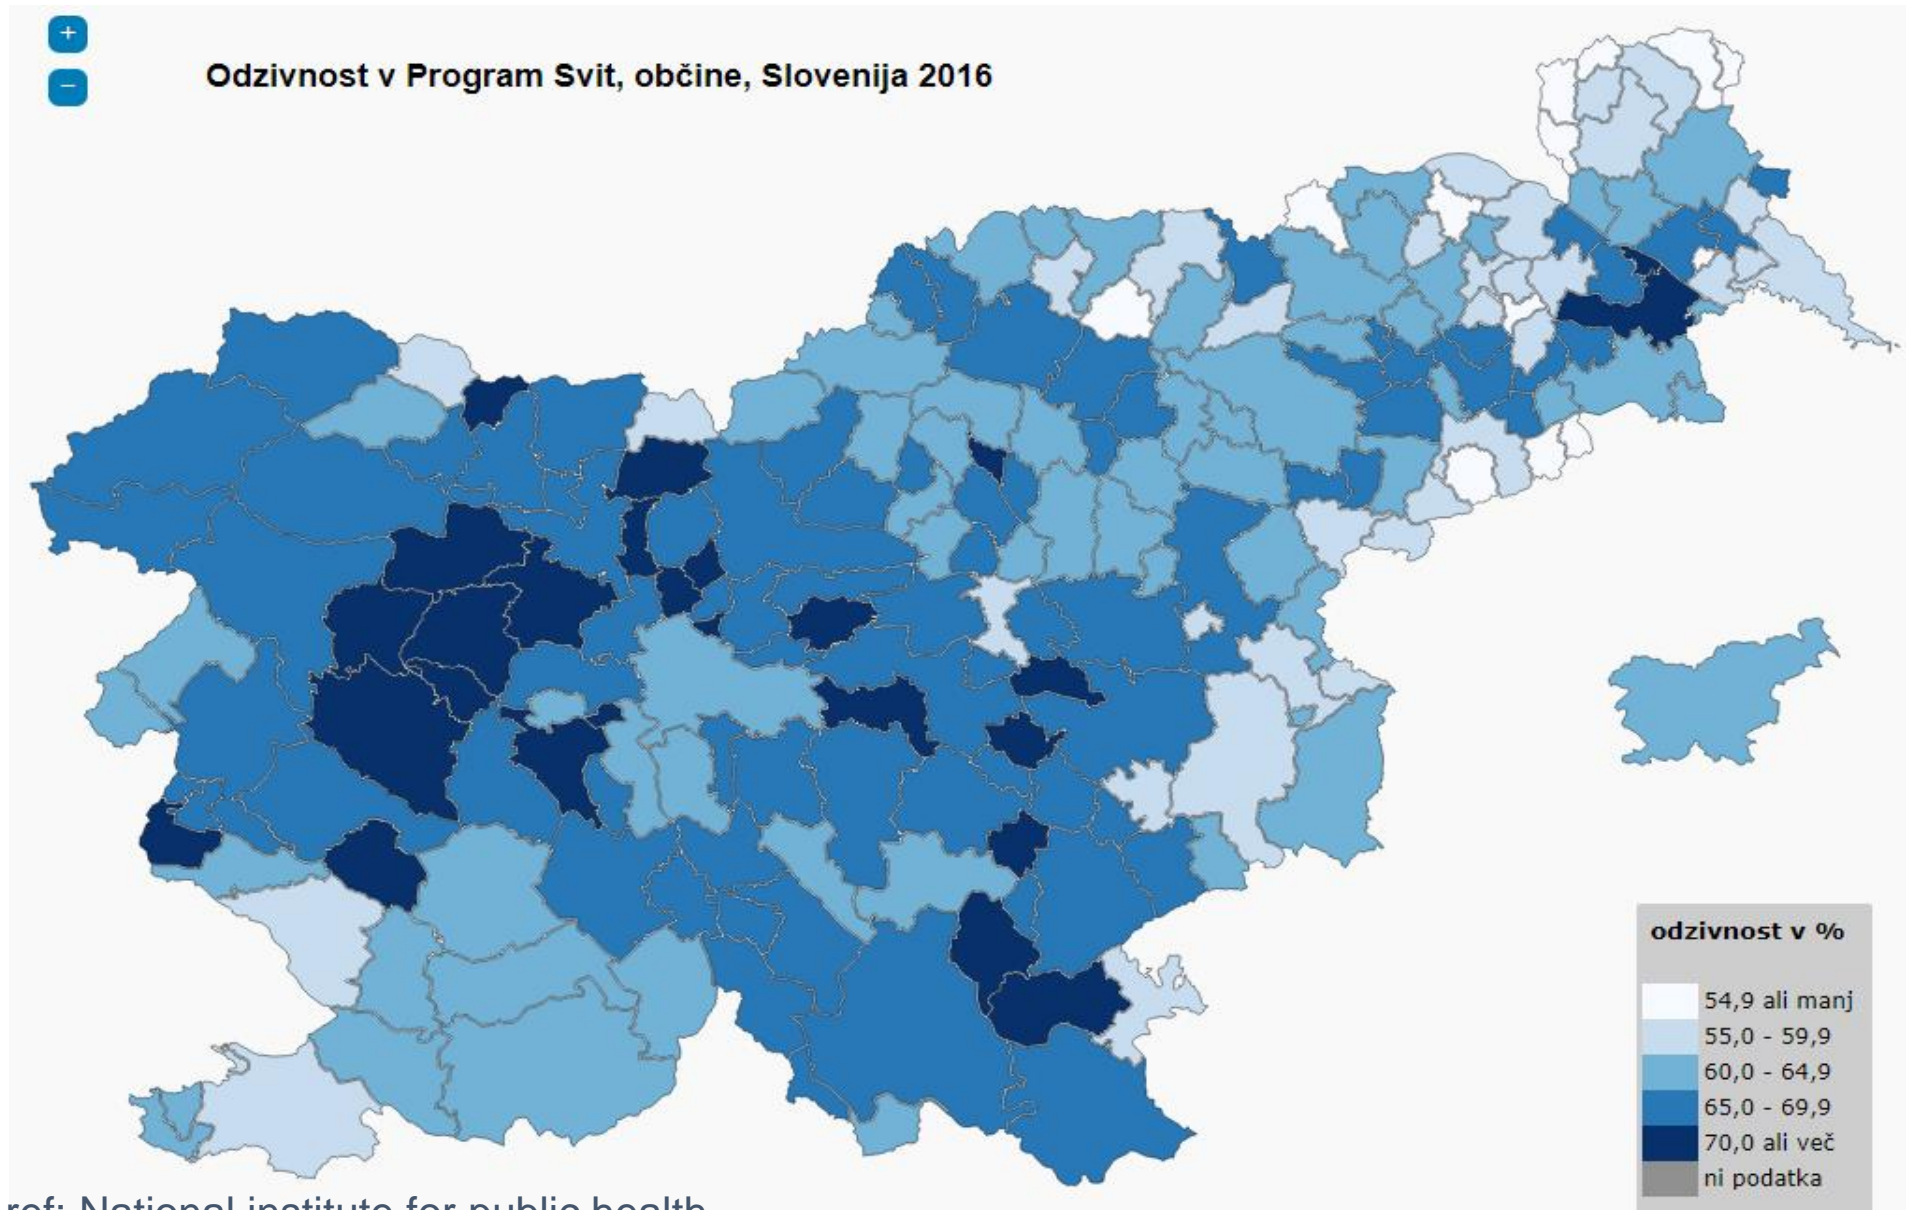 +
−
Odzivnost v Program Svit, občine, Slovenija 2016
odzivnost v %
54,9 ali manj
55,0 - 59,9
60,0 - 64,9
65,0 - 69,9
70,0 ali več
ni podatka
ref: National institute for public health